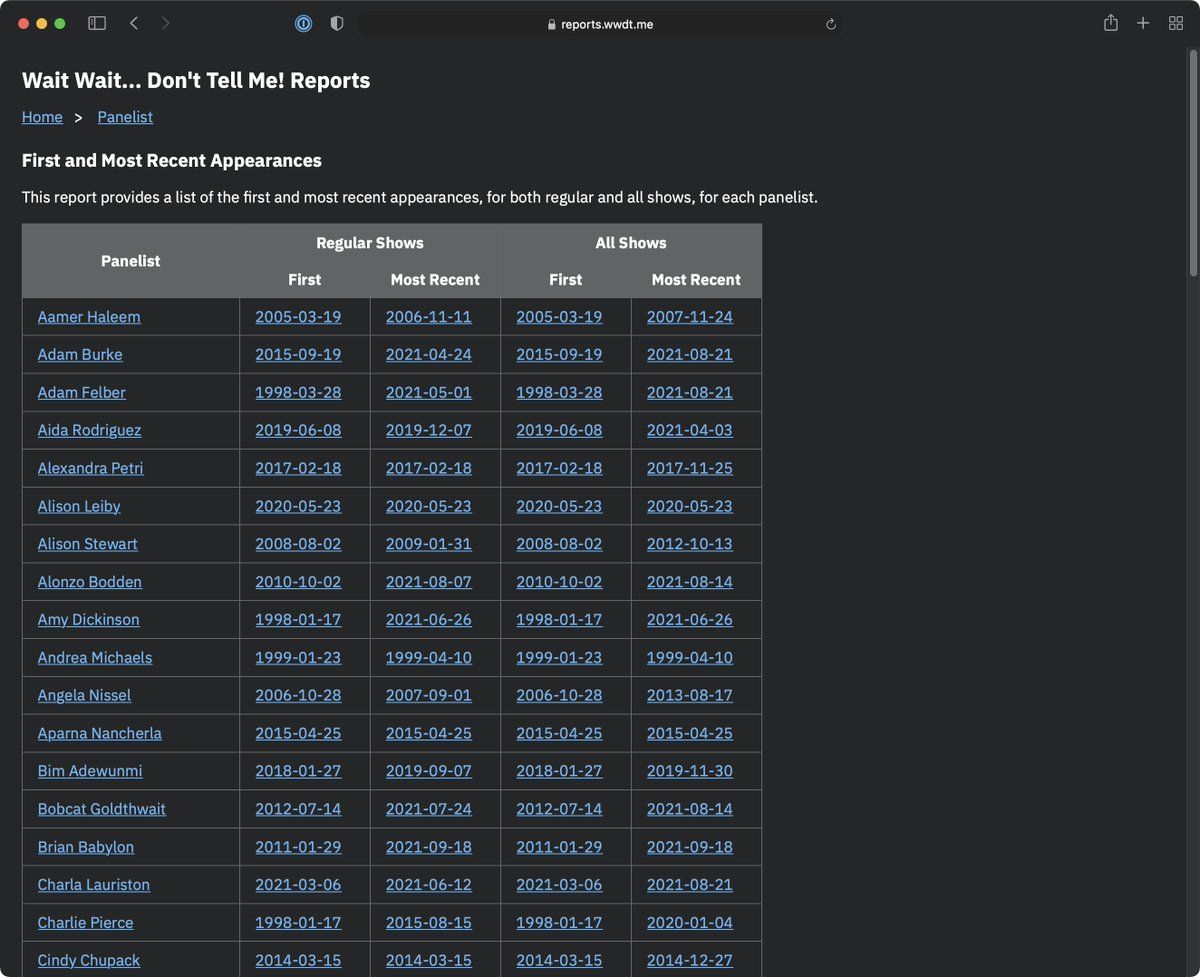 reports.wwdt.me
Wait Wait... Don't Tell Me! Reports
Home > Panelist
First and Most Recent Appearances
This report provides a list of the first and most recent appearances, for both regular and all shows, for each panelist.
Panelist Regular Shows All Shows
First Most Recent First Most Recent
Aamer Haleem 2005-03-19 2006-11-11 2005-03-19 2007-11-24
Adam Burke 2015-09-19 2021-04-24 2015-09-19 2021-08-21
Adam Felber 1998-03-28 2021-05-01 1998-03-28 2021-08-21
Aida Rodriguez 2019-06-08 2019-12-07 2019-06-08 2021-04-03
Alexandra Petri 2017-02-18 2017-02-18 2017-02-18 2017-11-25
Alison Leiby 2020-05-23 2020-05-23 2020-05-23 2020-05-23
Alison Stewart 2008-08-02 2009-01-31 2008-08-02 2012-10-13
Alonzo Bodden 2010-10-02 2021-08-07 2010-10-02 2021-08-14
Amy Dickinson 1998-01-17 2021-06-26 1998-01-17 2021-06-26
Andrea Michaels 1999-01-23 1999-04-10 1999-01-23 1999-04-10
Angela Nissel 2006-10-28 2007-09-01 2006-10-28 2013-08-17
Aparna Nancherla 2015-04-25 2015-04-25 2015-04-25 2015-04-25
Bim Adewunmi 2018-01-27 2019-09-07 2018-01-27 2019-11-30
Bobcat Goldthwait 2012-07-14 2021-07-24 2012-07-14 2021-08-14
Brian Babylon 2011-01-29 2021-09-18 2011-01-29 2021-09-18
Charla Lauriston 2021-03-06 2021-06-12 2021-03-06 2021-08-21
Charlie Pierce 1998-01-17 2015-08-15 1998-01-17 2020-01-04
Cindy Chupack 2014-03-15 2014-03-15 2014-03-15 2014-12-27